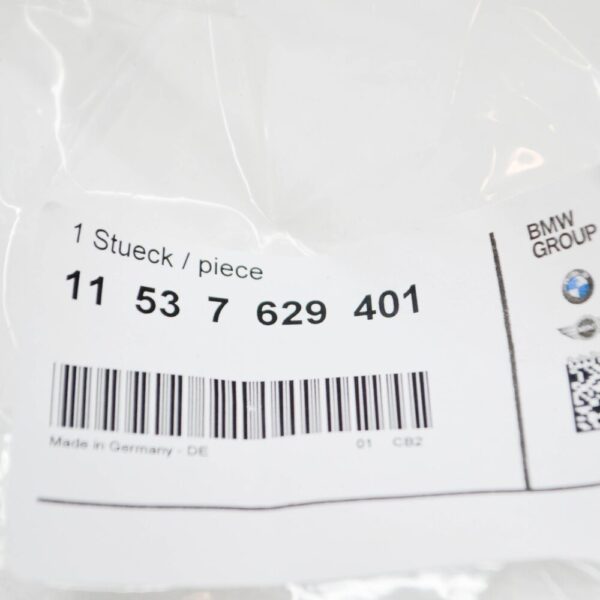 1 Stueck / piece
11 53 7 629 401
Made in Germany - DE 01 CB2
BMW
GROUP